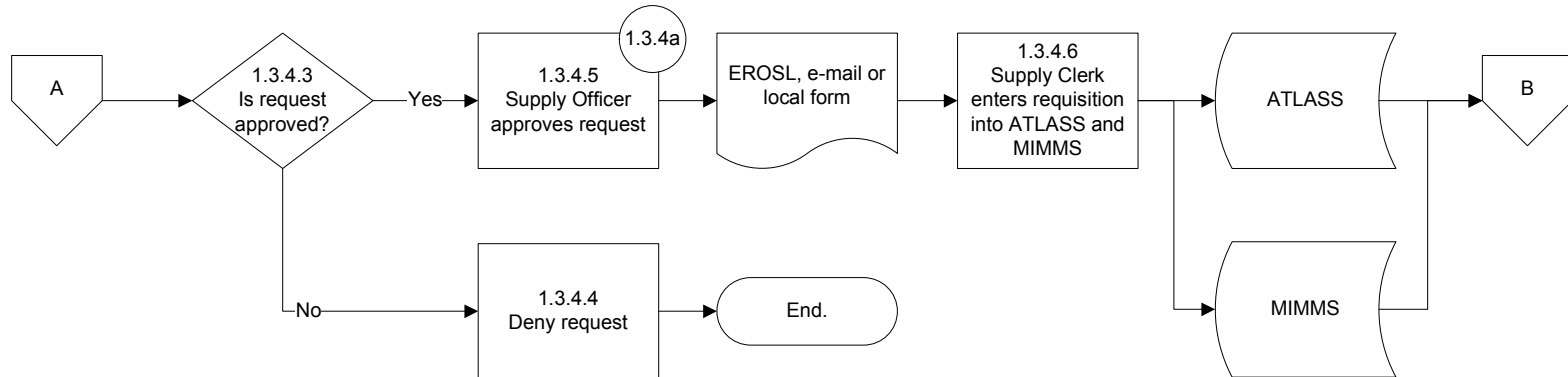 A
1.3.4.3
Is request
approved?
Yes
1.3.4.5
Supply Officer
approves request
1.3.4a
EROSL, e-mail or
local form
1.3.4.6
Supply Clerk
enters requisition
into ATLASS and
MIMMS
ATLASS
B
No
1.3.4.4
Deny request
End.
MIMMS